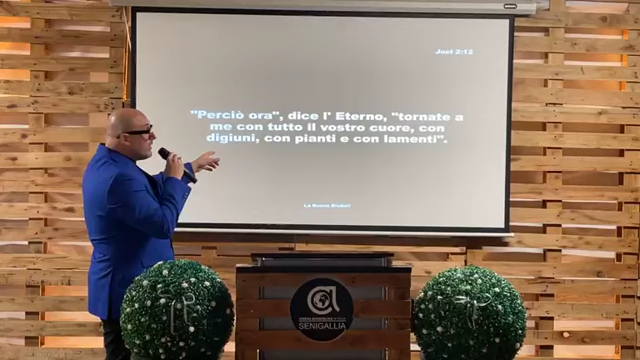 Joel 2:12
"Perciò ora", dice l' Eterno, "tornate a
me con tutto il vostro cuore, con
digiuni, con pianti e con lamenti".
La Nuova Diodati
SENIGALLIA